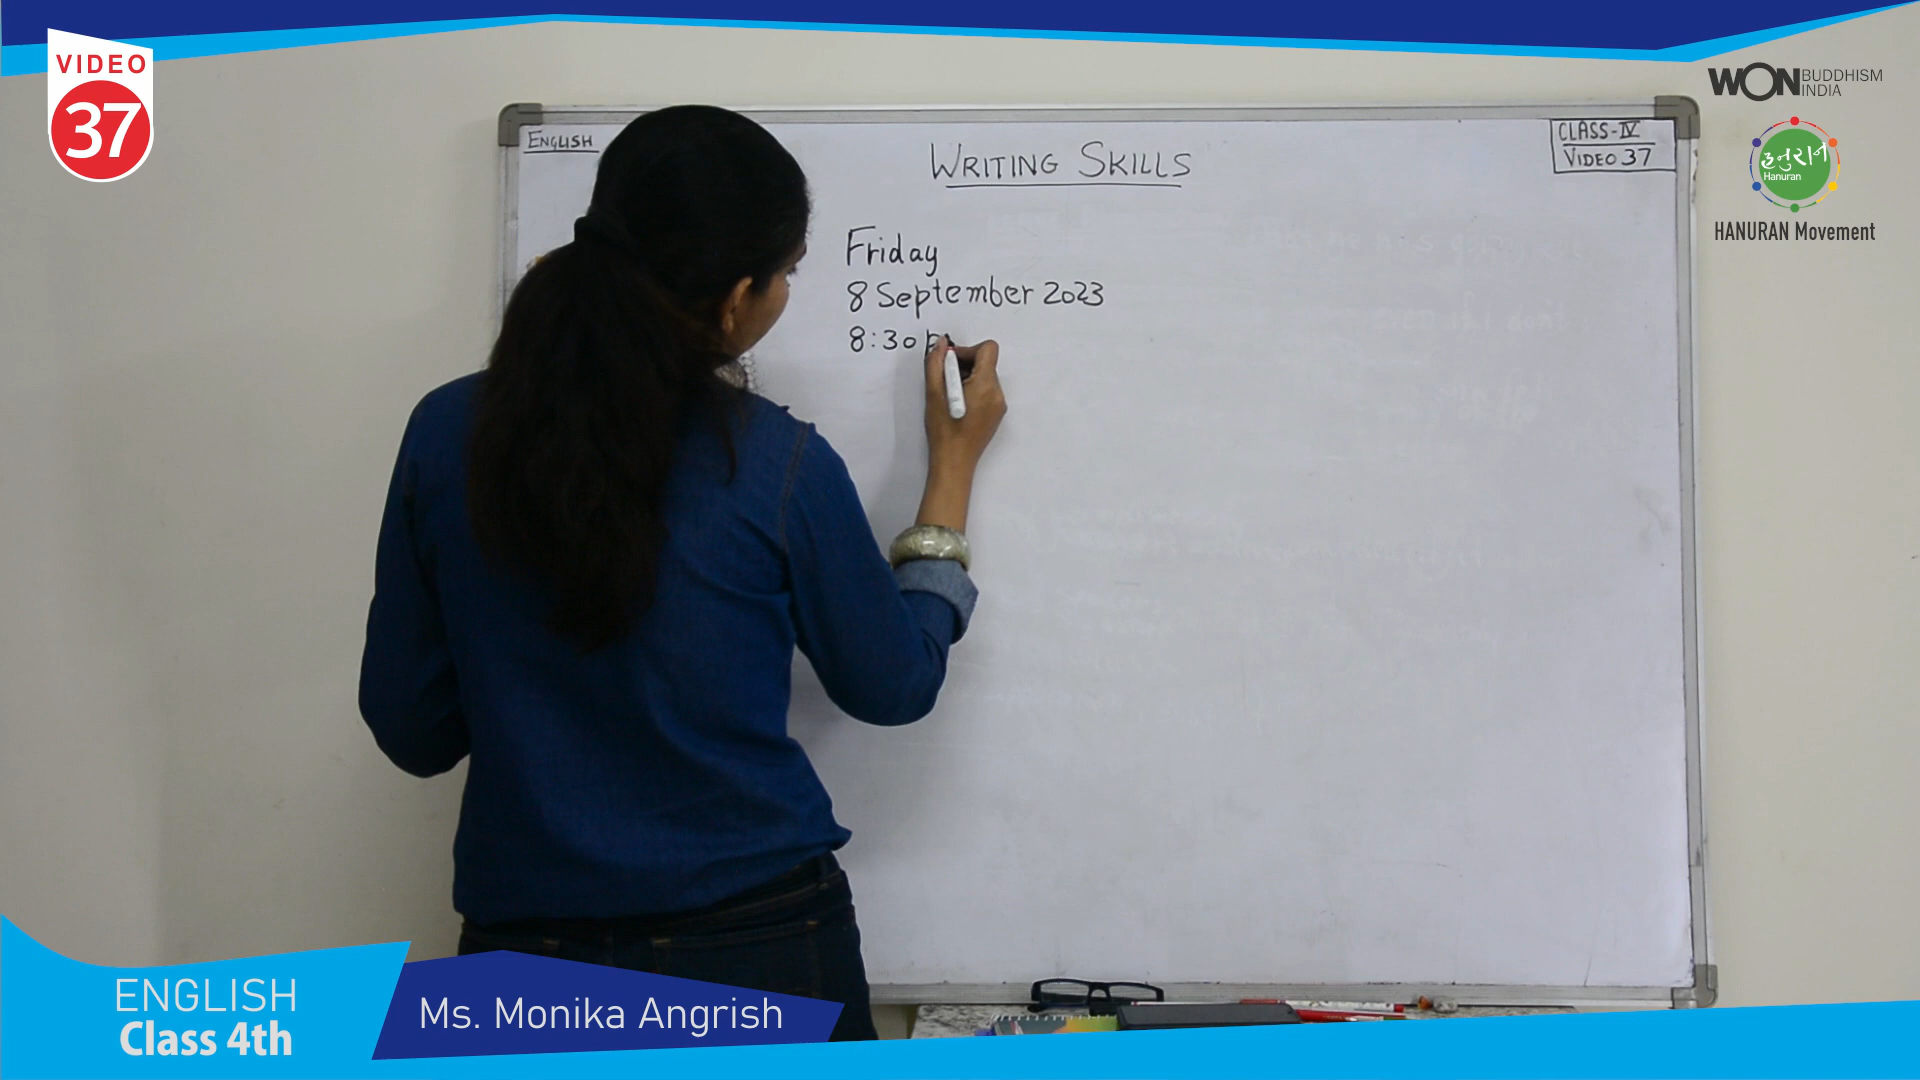 VIDEO
37
WON BUDDHISM
INDIA
हनुरान
Hanuran
HANURAN Movement
ENGLISH
WRITING SKILLS
CLASS-IV
VIDEO 37
Friday
8 September 2023
8:30 p
ENGLISH
Class 4th
Ms. Monika Angrish